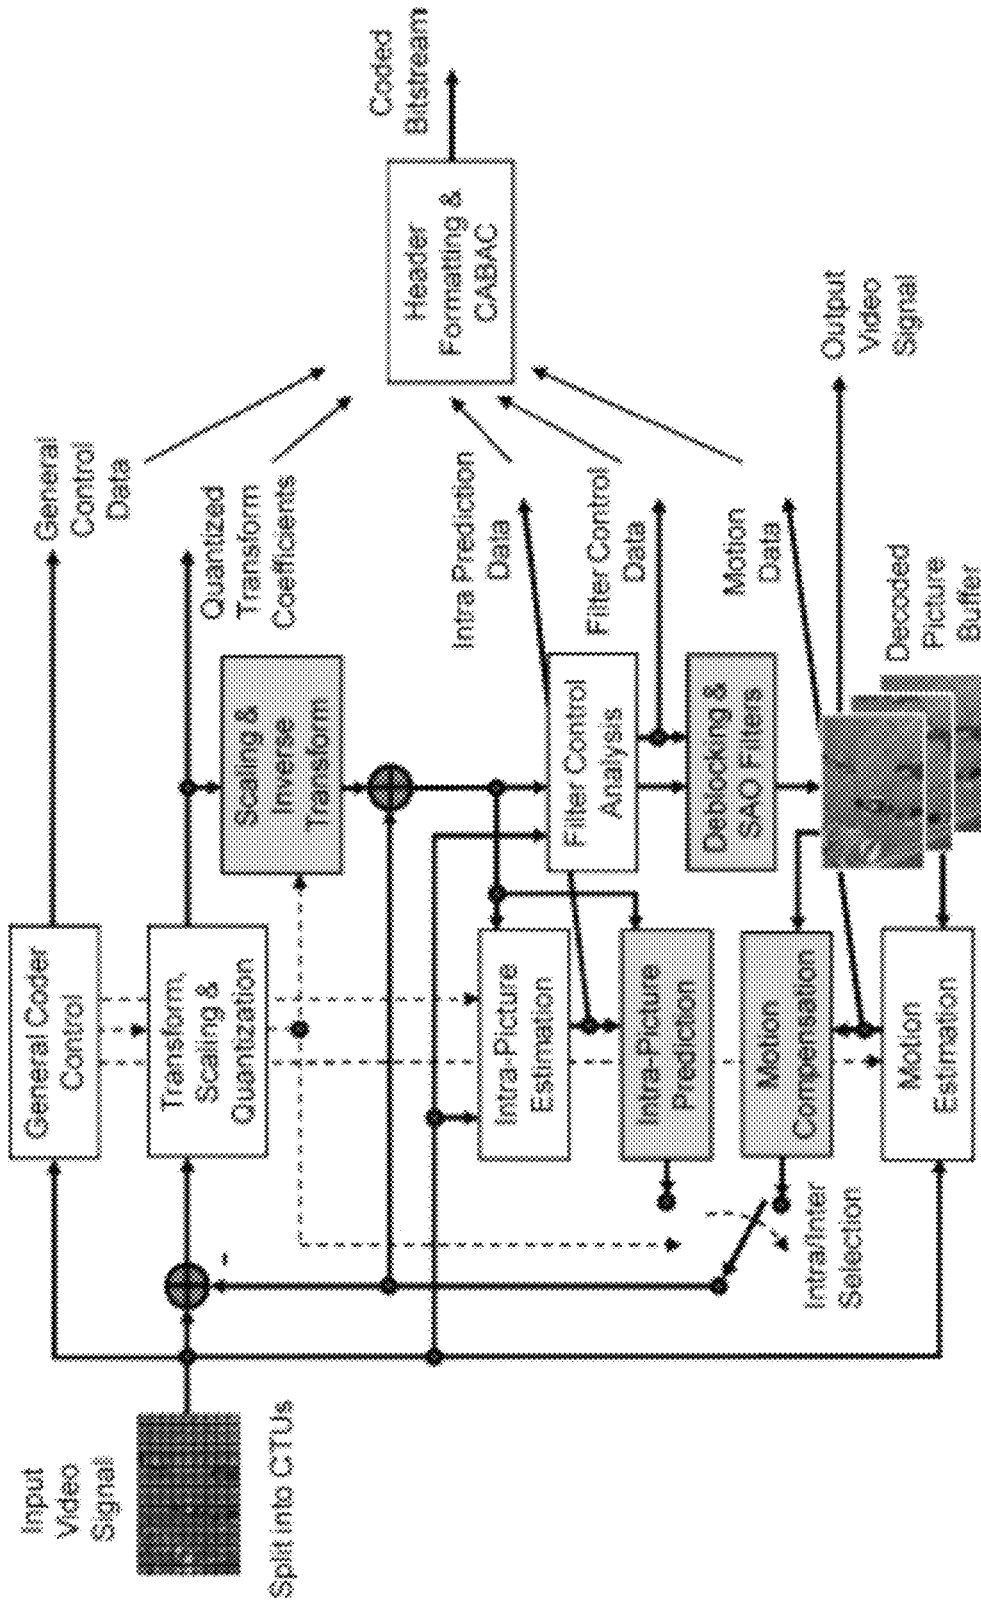 Input
Video
Signal
Split into CTUs
General Coder
Control
Transform,
Scaling &
Quantization
Scaling &
Inverse
Transform
General
Control
Data
Quantized
Transform
Coefficients
Header
Formatting &
CABAC
Coded
Bitstream
-
Intra-Picture
Estimation
Intra-Picture
Prediction
Filter Control
Analysis
Deblocking &
SAO Filters
Intra Prediction
Data
Filter Control
Data
Motion
Data
Intra/Inter
Selection
Motion
Compensation
Motion
Estimation
Decoded
Picture
Buffer
Output
Video
Signal